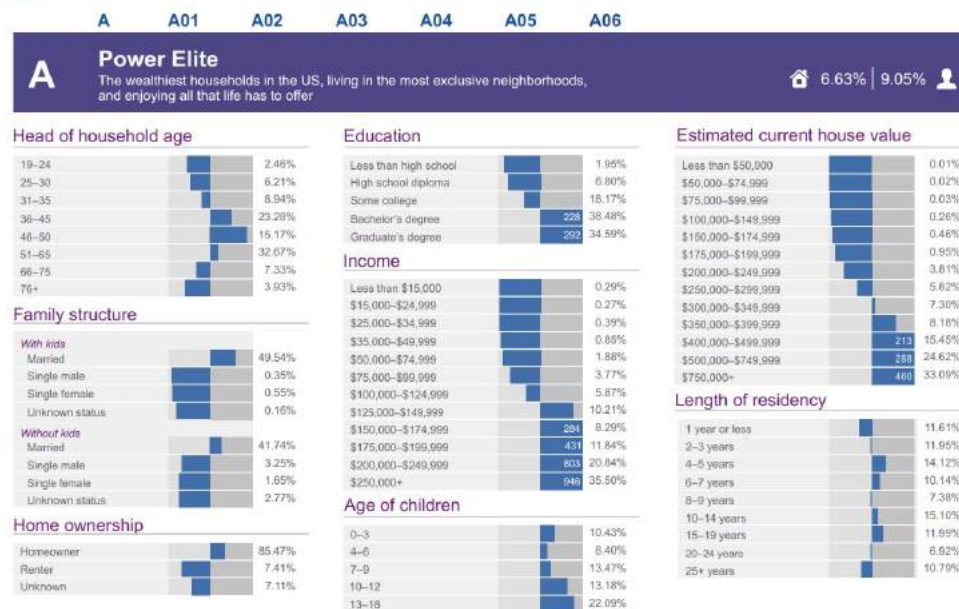 A A01 A02 A03 A04 A05 A06
A
Power Elite
The wealthiest households in the US, living in the most exclusive neighborhoods,
and enjoying all that life has to offer
6.63% | 9.05%
Head of household age
19–24 2.46%
25–30 6.21%
31–35 8.94%
36–45 23.28%
46–50 15.17%
51–65 32.67%
66–75 7.33%
76+ 3.93%
Family structure
With kids
Married 49.54%
Single male 0.35%
Single female 0.55%
Unknown status 0.16%
Without kids
Married 41.74%
Single male 3.25%
Single female 1.65%
Unknown status 2.77%
Home ownership
Homeowner 85.47%
Renter 7.41%
Unknown 7.11%
Education
Less than high school 1.95%
High school diploma 6.80%
Some college 18.17%
Bachelor's degree 228 38.48%
Graduate's degree 292 34.59%
Income
Less than $15,000 0.29%
$15,000–$24,999 0.27%
$25,000–$34,999 0.39%
$35,000–$49,999 0.85%
$50,000–$74,999 1.88%
$75,000–$99,999 3.77%
$100,000–$124,999 5.87%
$125,000–$149,999 10.21%
$150,000–$174,999 284 8.29%
$175,000–$199,999 431 11.84%
$200,000–$249,999 803 20.84%
$250,000+ 946 35.50%
Age of children
0–3 10.43%
4–6 8.40%
7–9 13.47%
10–12 13.18%
13–18 22.09%
Estimated current house value
Less than $50,000 0.01%
$50,000–$74,999 0.02%
$75,000–$99,999 0.03%
$100,000–$149,999 0.26%
$150,000–$174,999 0.46%
$175,000–$199,999 0.95%
$200,000–$249,999 3.81%
$250,000–$299,999 5.82%
$300,000–$349,999 7.30%
$350,000–$399,999 8.18%
$400,000–$499,999 213 15.45%
$500,000–$749,999 288 24.62%
$750,000+ 460 33.09%
Length of residency
1 year or less 11.61%
2–3 years 11.95%
4–5 years 14.12%
6–7 years 10.14%
8–9 years 7.38%
10–14 years 15.10%
15–19 years 11.99%
20–24 years 6.92%
25+ years 10.79%